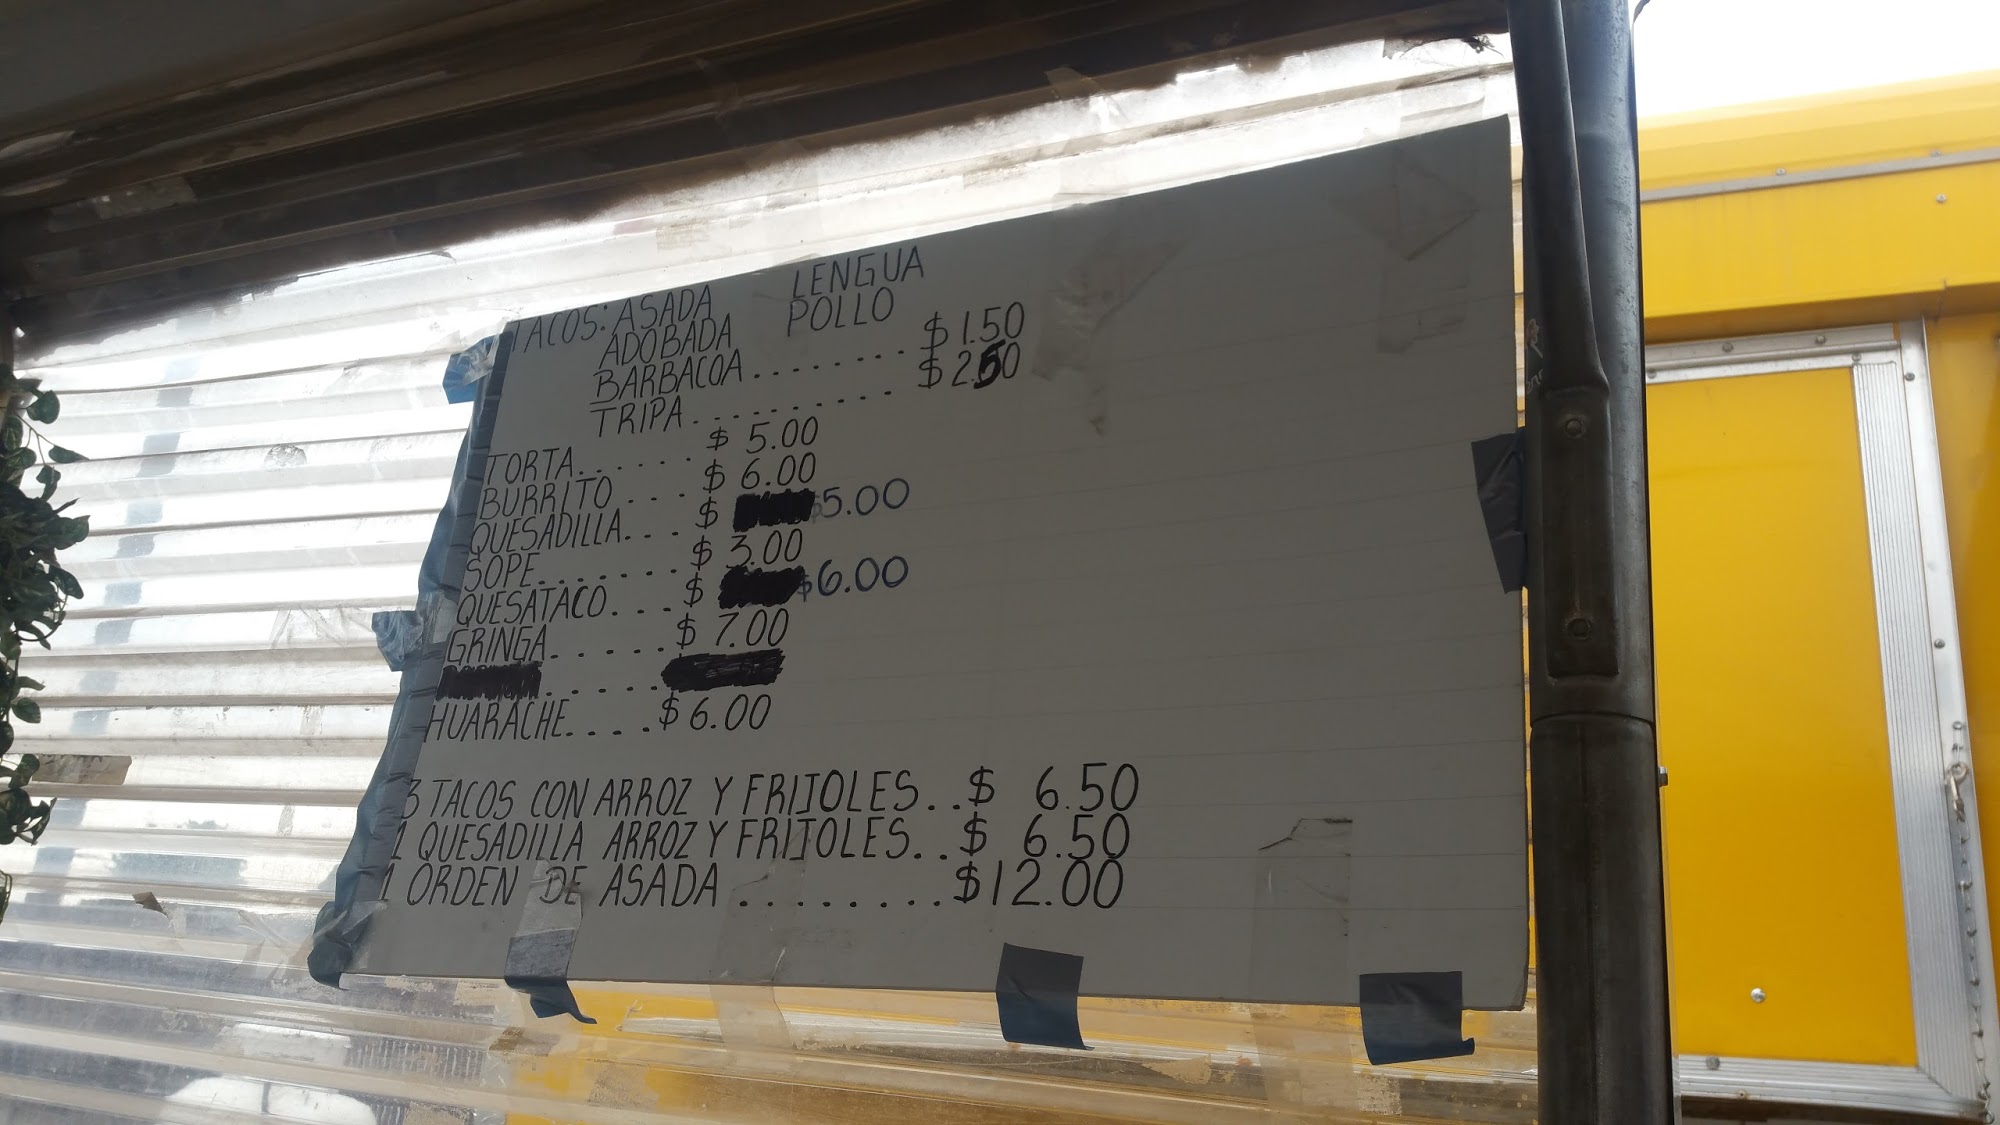 TACOS: ASADA LENGUA
ADOBADA POLLO
BARBACOA ........ $ 1.50
TRIPA .......... $ 2.50
TORTA...... $ 5.00
BURRITO .... $ 6.00
QUESADILLA... $ $5.00
SOPE....... $ 3.00
QUESATACO... $ $6.00
GRINGA ...... $ 7.00
......
HUARACHE.... $ 6.00
3 TACOS CON ARROZ Y FRIJOLES.. $ 6.50
1 QUESADILLA ARROZ Y FRIJOLES.. $ 6.50
1 ORDEN DE ASADA ......... $12.00